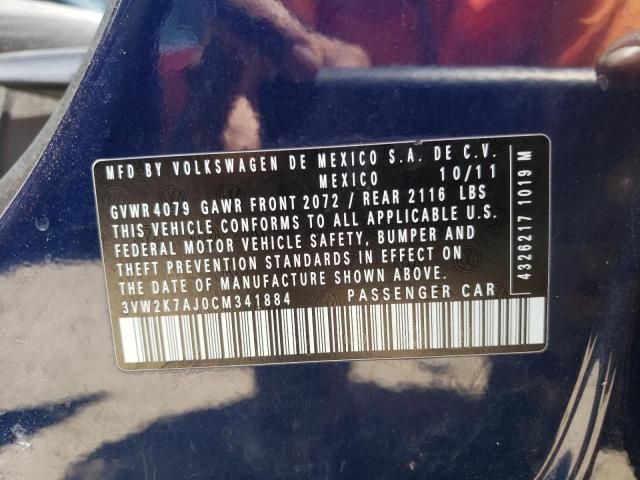 MFD BY VOLKSWAGEN DE MEXICO S.A. DE C.V.
MEXICO 10/11
GVWR 4079 GAWR FRONT 2072 / REAR 2116 LBS
THIS VEHICLE CONFORMS TO ALL APPLICABLE U.S.
FEDERAL MOTOR VEHICLE SAFETY, BUMPER AND
THEFT PREVENTION STANDARDS IN EFFECT ON
THE DATE OF MANUFACTURE SHOWN ABOVE.
3VW2K7AJ0CM341884 PASSENGER CAR
4326217 1019 M